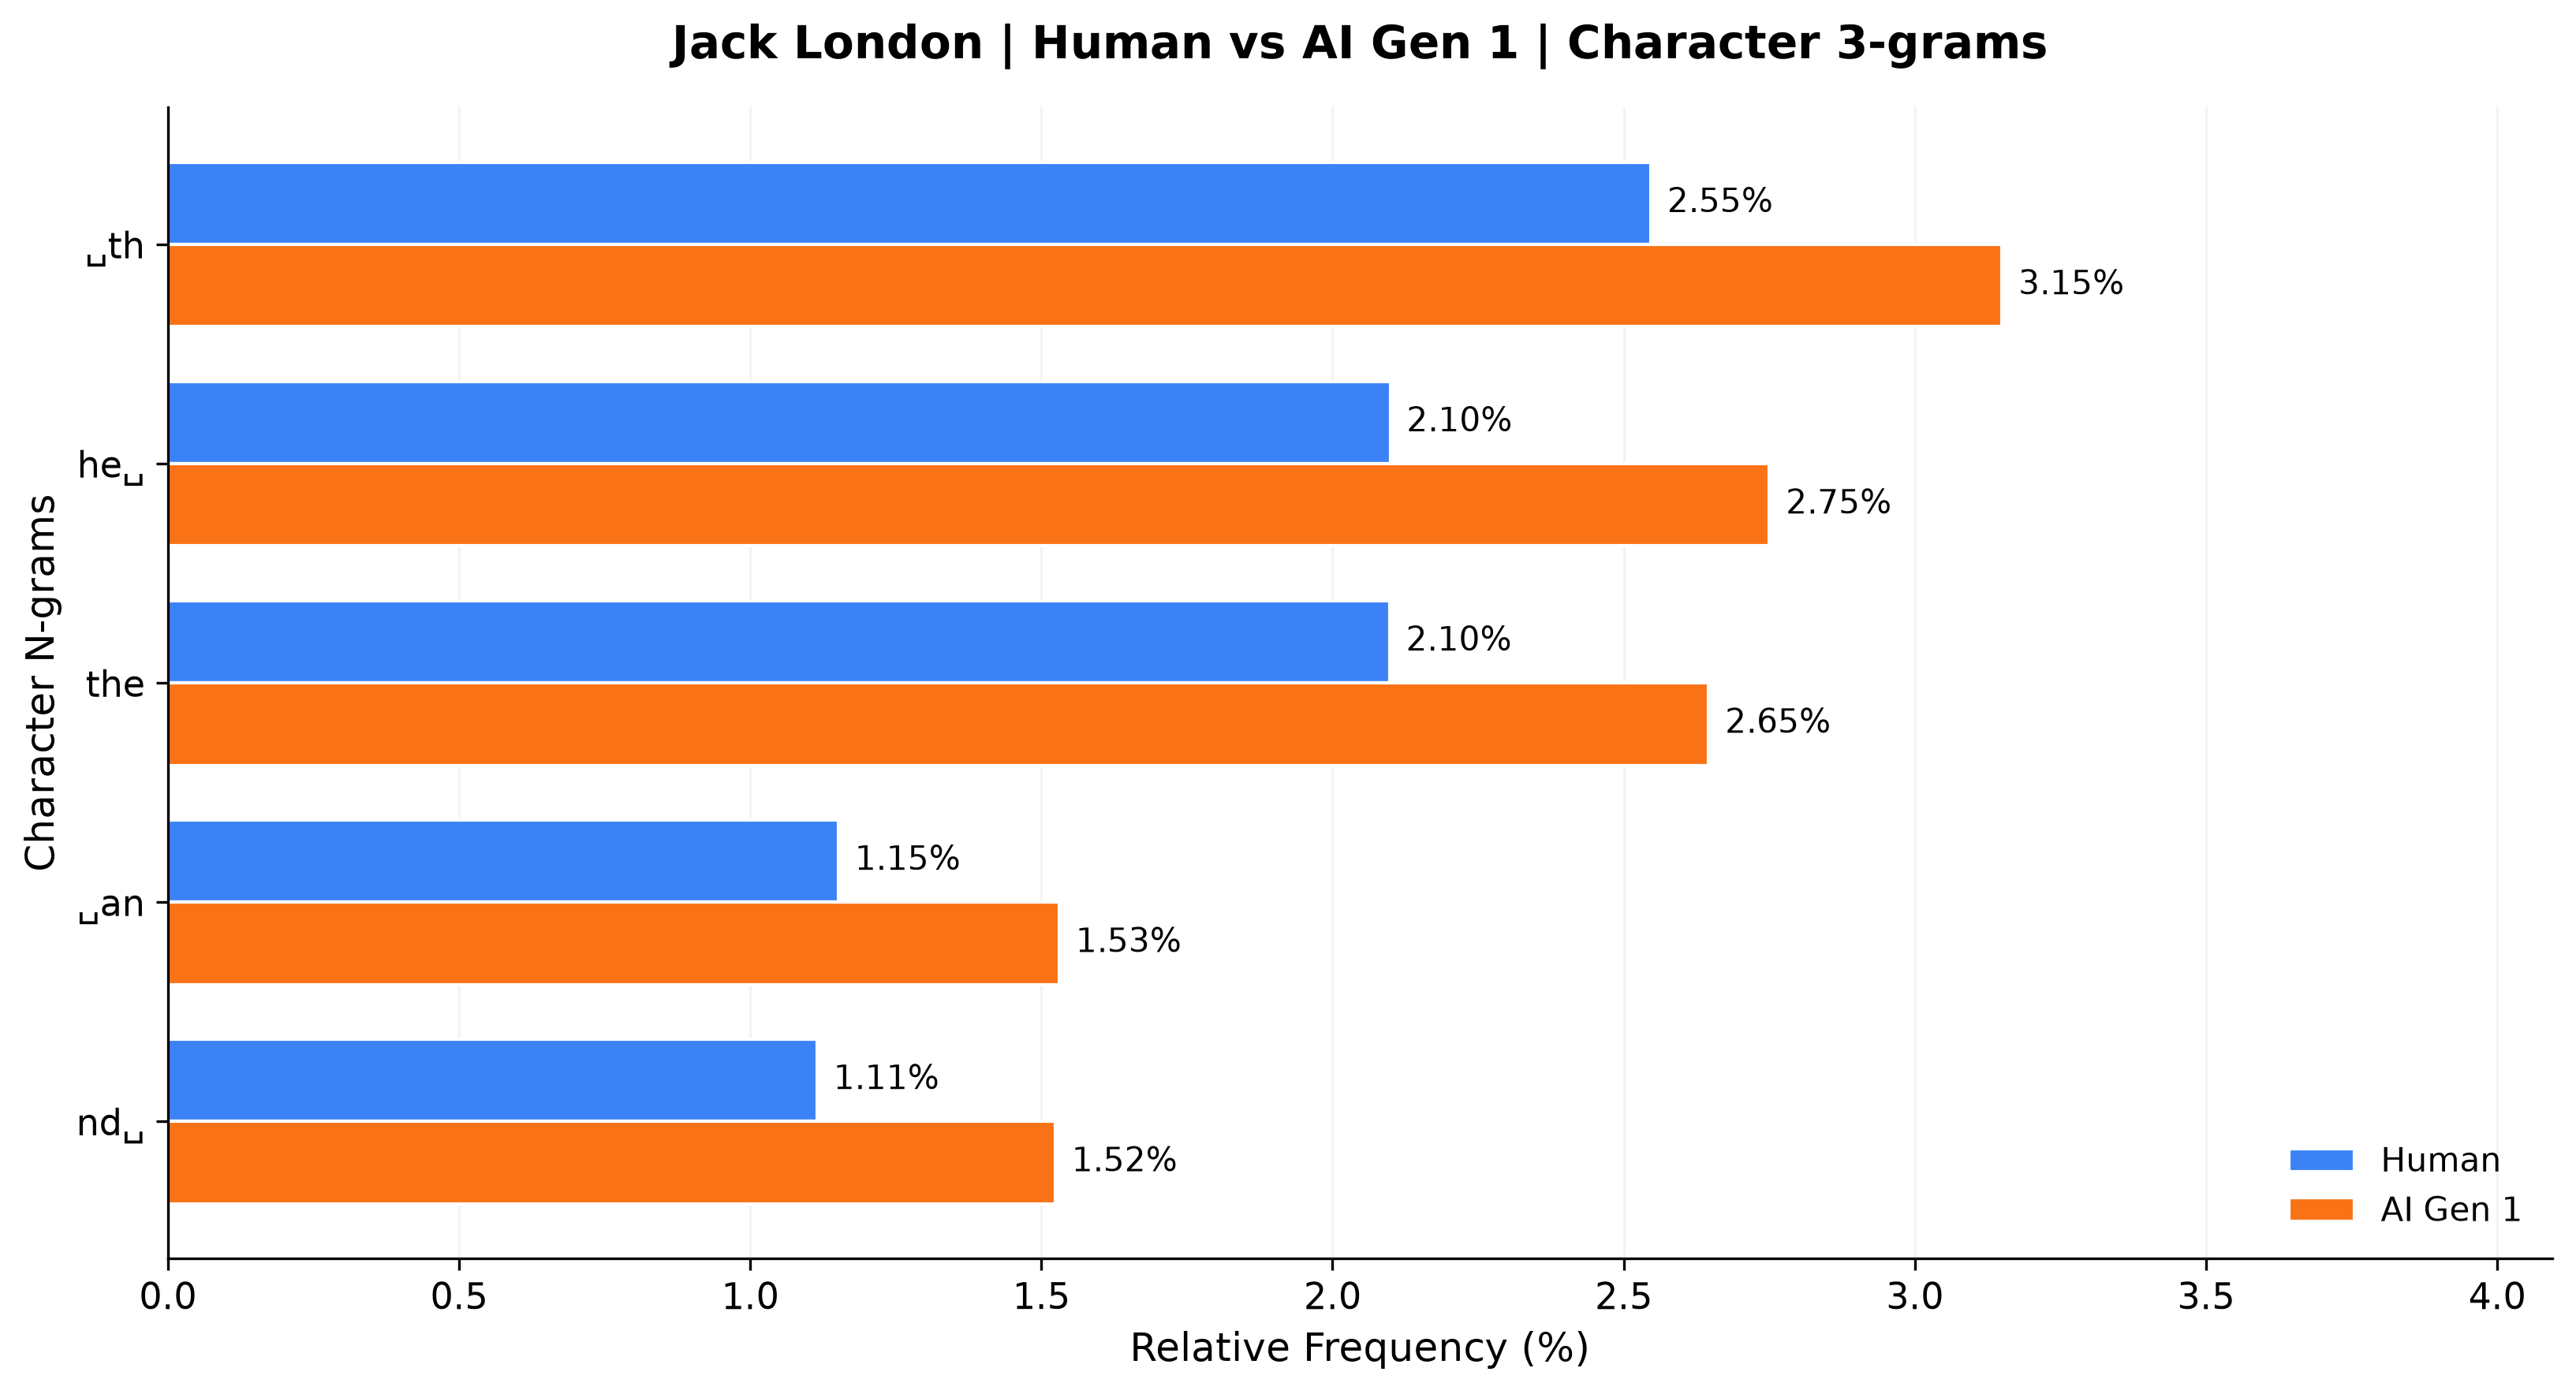 Jack London | Human vs AI Gen 1 | Character 3-grams
Character N-grams
␣th
2.55%
3.15%
he␣
2.10%
2.75%
the
2.10%
2.65%
␣an
1.15%
1.53%
nd␣
1.11%
1.52%
Human
AI Gen 1
0.0 0.5 1.0 1.5 2.0 2.5 3.0 3.5 4.0
Relative Frequency (%)